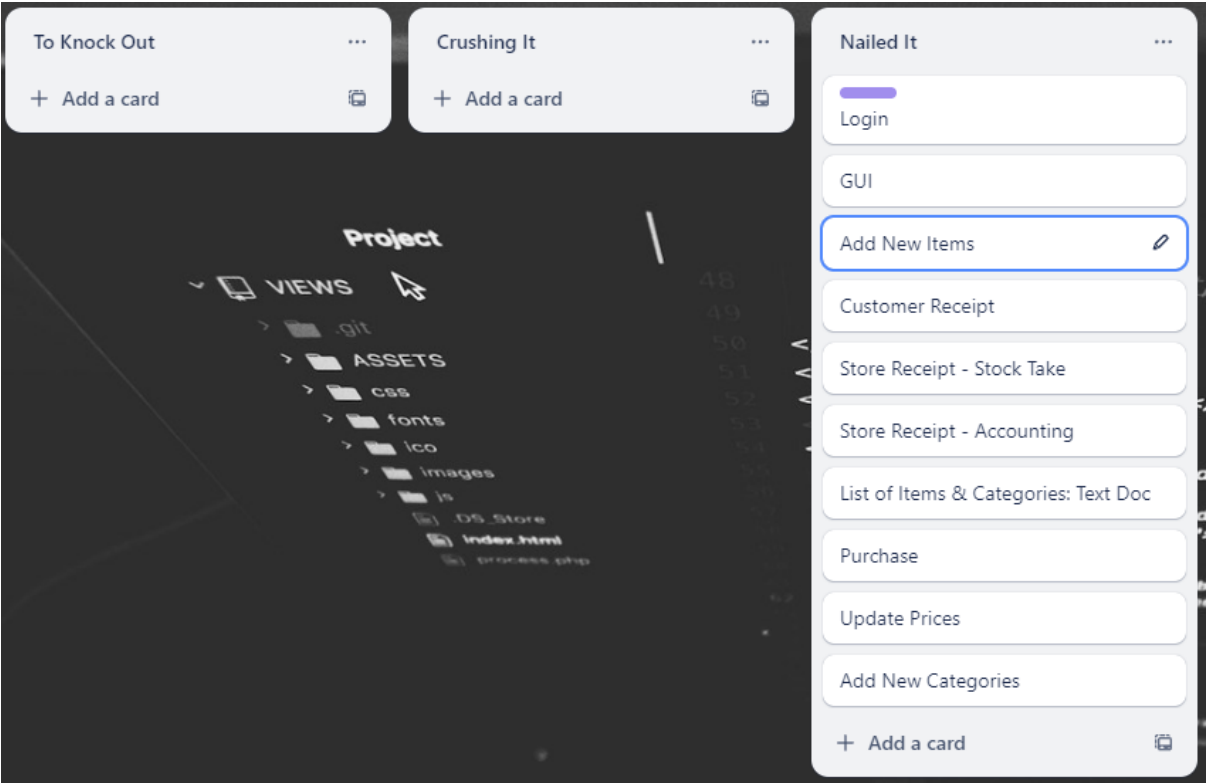 To Knock Out
Add a card
Crushing It
Add a card
Nailed It
Login
GUI
Add New Items
Customer Receipt
Store Receipt - Stock Take
Store Receipt - Accounting
List of Items & Categories: Text Doc
Purchase
Update Prices
Add New Categories
Add a card
Project
VIEWS
.git
ASSETS
css
fonts
ico
images
js
.DS_Store
index.html
process.php
48
49
50
51
52
53
54